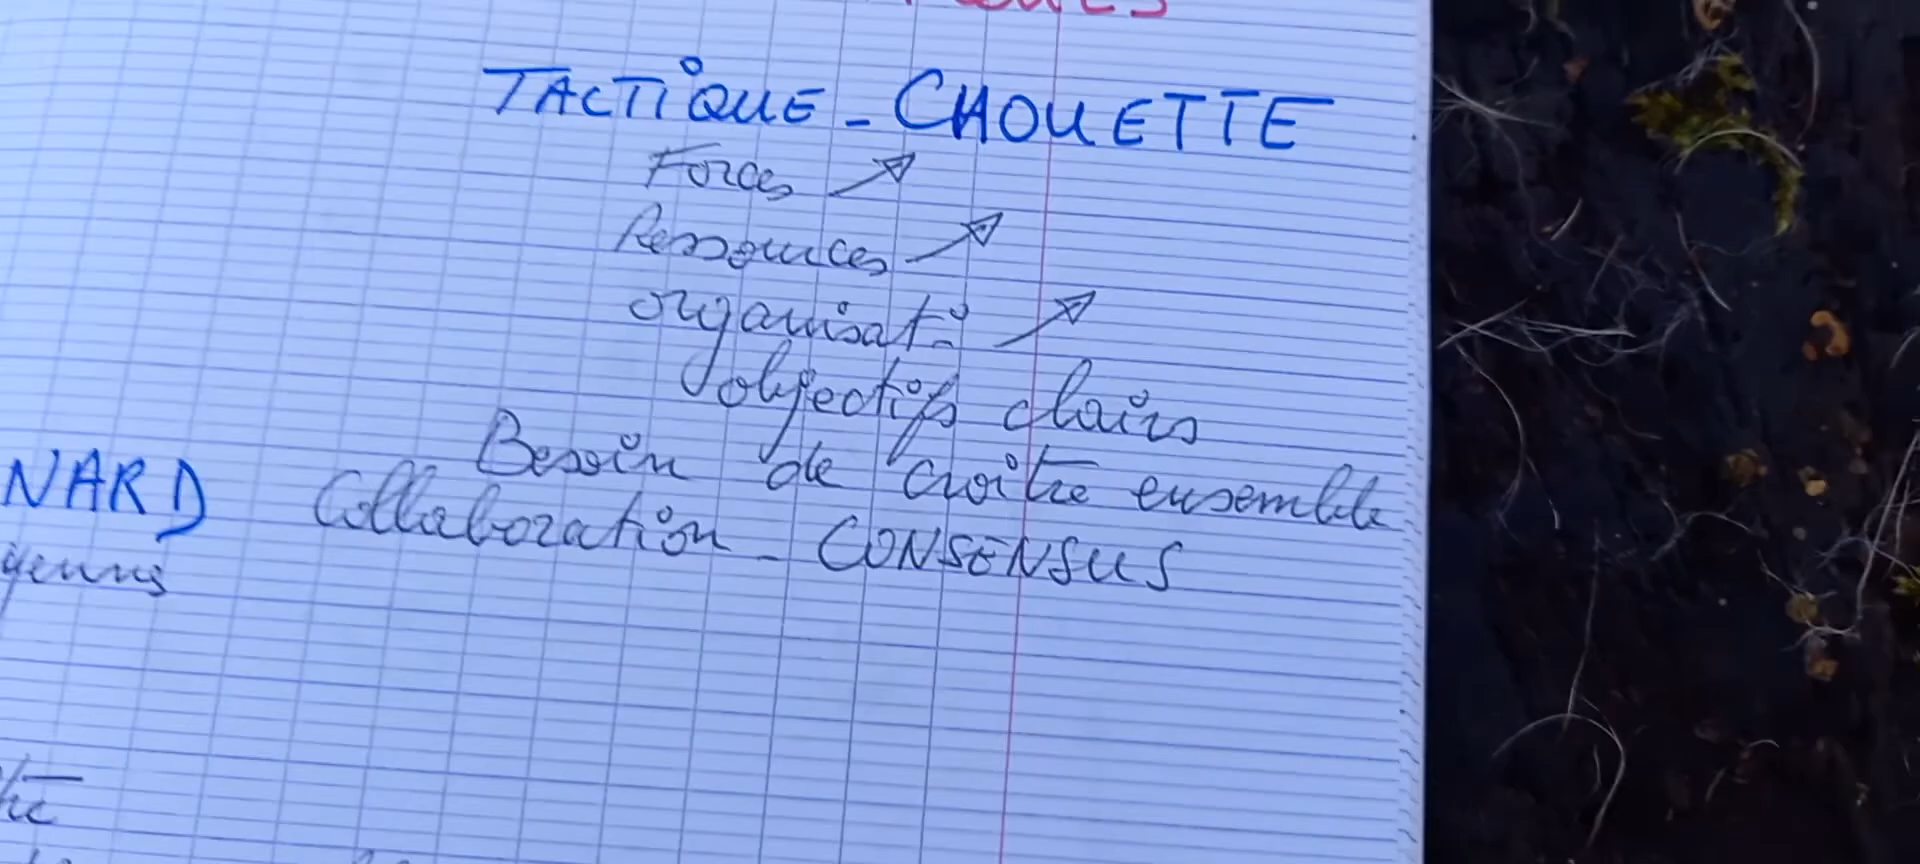 TACTIQUE - CHOUETTE
Forces ↗
Ressources ↗
organisat° ↗
objectifs clairs
Besoin de croître ensemble
NARD
Collaboration - CONSENSUS